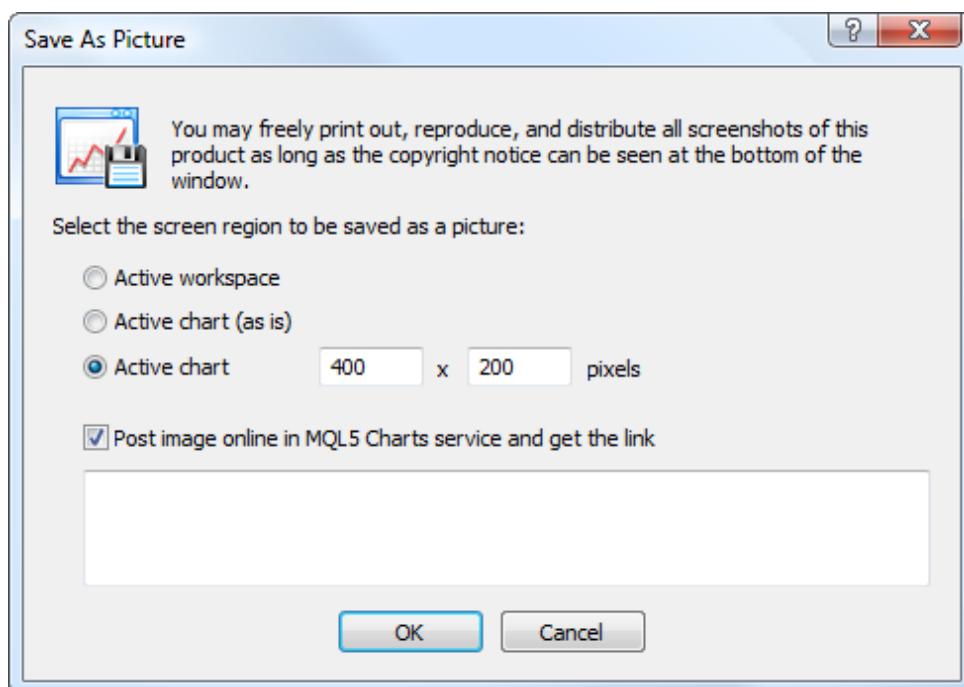 Save As Picture
You may freely print out, reproduce, and distribute all screenshots of this
product as long as the copyright notice can be seen at the bottom of the
window.
Select the screen region to be saved as a picture:
Active workspace
Active chart (as is)
Active chart 400 x 200 pixels
Post image online in MQL5 Charts service and get the link
OK Cancel